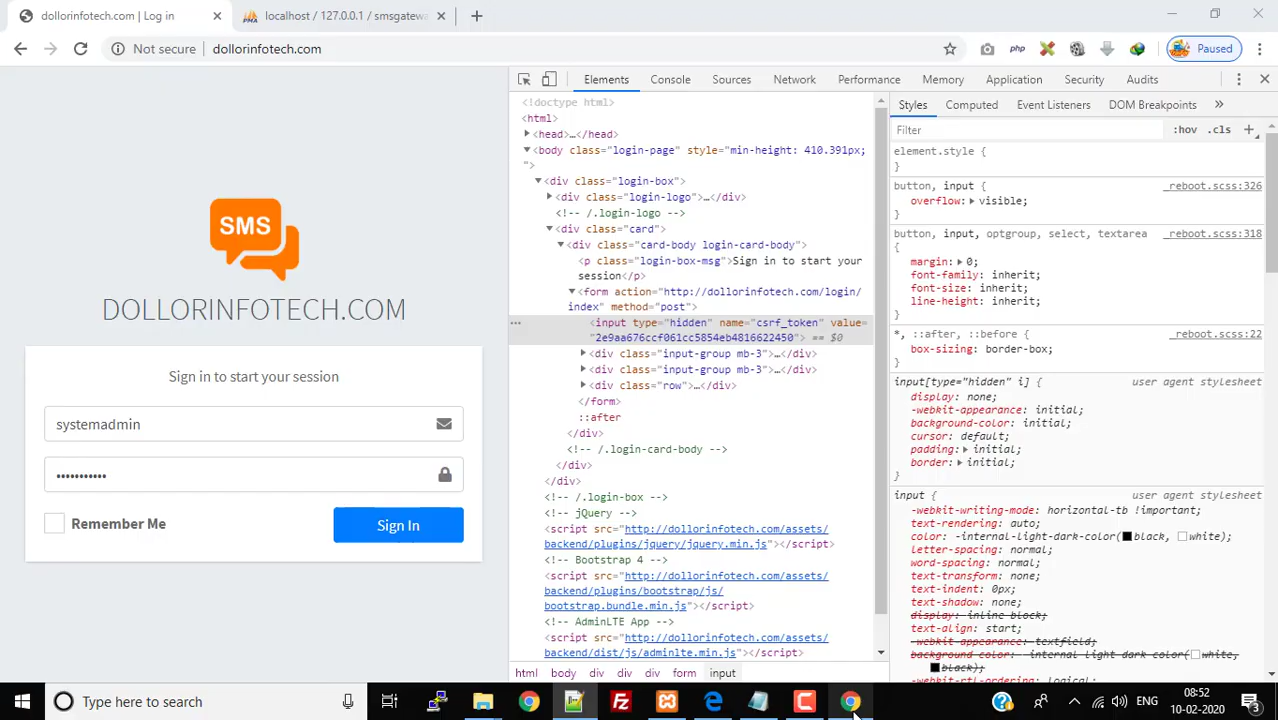 dollorinfotech.com | Log in
localhost / 127.0.0.1 / smsgatewa
Not secure
dollorinfotech.com
php
Paused
SMS
DOLLORINFOTECH.COM
Sign in to start your session
systemadmin
•••••••••••
Remember Me
Sign In
Elements
Console
Sources
Network
Performance
Memory
Application
Security
Audits
<!doctype html>
<html>
<head>…</head>
<body class="login-page" style="min-height: 410.391px;
">
<div class="login-box">
<div class="login-logo">…</div>
<!-- /.login-logo -->
<div class="card">
<div class="card-body login-card-body">
<p class="login-box-msg">Sign in to start your
session</p>
<form action="http://dollorinfotech.com/login/
index" method="post">
<input type="hidden" name="csrf_token" value=
"2e9aa676ccf061cc5854eb4816622450"> == $0
<div class="input-group mb-3">…</div>
<div class="input-group mb-3">…</div>
<div class="row">…</div>
</form>
::after
</div>
<!-- /.login-card-body -->
</div>
</div>
<!-- /.login-box -->
<!-- jQuery -->
<script src="http://dollorinfotech.com/assets/
backend/plugins/jquery/jquery.min.js"></script>
<!-- Bootstrap 4 -->
<script src="http://dollorinfotech.com/assets/
backend/plugins/bootstrap/js/
bootstrap.bundle.min.js"></script>
<!-- AdminLTE App -->
<script src="http://dollorinfotech.com/assets/
backend/dist/js/adminlte.min.js"></script>
html body div div div form input
Styles
Computed
Event Listeners
DOM Breakpoints
»
Filter
:hov .cls +
element.style {
}
button, input {
_reboot.scss:326
overflow: visible;
}
button, input, optgroup, select, textarea
_reboot.scss:318
{
margin: 0;
font-family: inherit;
font-size: inherit;
line-height: inherit;
}
*, ::after, ::before {
_reboot.scss:22
box-sizing: border-box;
}
input[type="hidden" i] {
user agent stylesheet
display: none;
-webkit-appearance: initial;
background-color: initial;
cursor: default;
padding: initial;
border: initial;
}
input {
user agent stylesheet
-webkit-writing-mode: horizontal-tb !important;
text-rendering: auto;
color: -internal-light-dark-color(black, white);
letter-spacing: normal;
word-spacing: normal;
text-transform: none;
text-indent: 0px;
text-shadow: none;
display: inline-block;
text-align: start;
-webkit-appearance: textfield;
background-color: -internal-light-dark-color(white,
black);
-webkit-rtl-ordering: logical;
Type here to search
ENG
08:52
10-02-2020
3